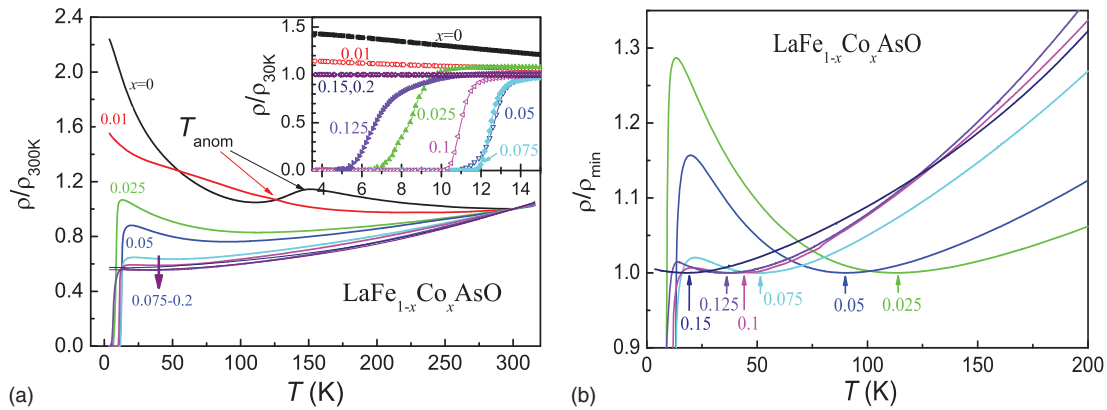 2.4
2.0
1.6
1.2
0.8
0.4
0.0
ρ/ρ300K
0 50 100 150 200 250 300
T (K)
(a)
x=0
0.01
Tanom
0.025
0.05
0.075-0.2
LaFe1-xCoxAsO
1.5
1.0
0.5
0.0
ρ/ρ30K
4 6 8 10 12 14
x=0
0.01
0.15,0.2
0.125
0.025
0.1
0.05
0.075
1.3
1.2
1.1
1.0
0.9
ρ/ρmin
0 50 100 150 200
T (K)
(b)
LaFe1-xCoxAsO
0.15
0.125
0.1
0.075
0.05
0.025